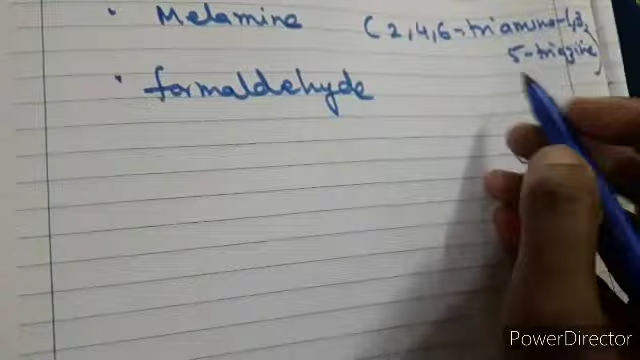 • Melamine (2,4,6-triamino-1,3,
5-triazine)
• formaldehyde
PowerDirector